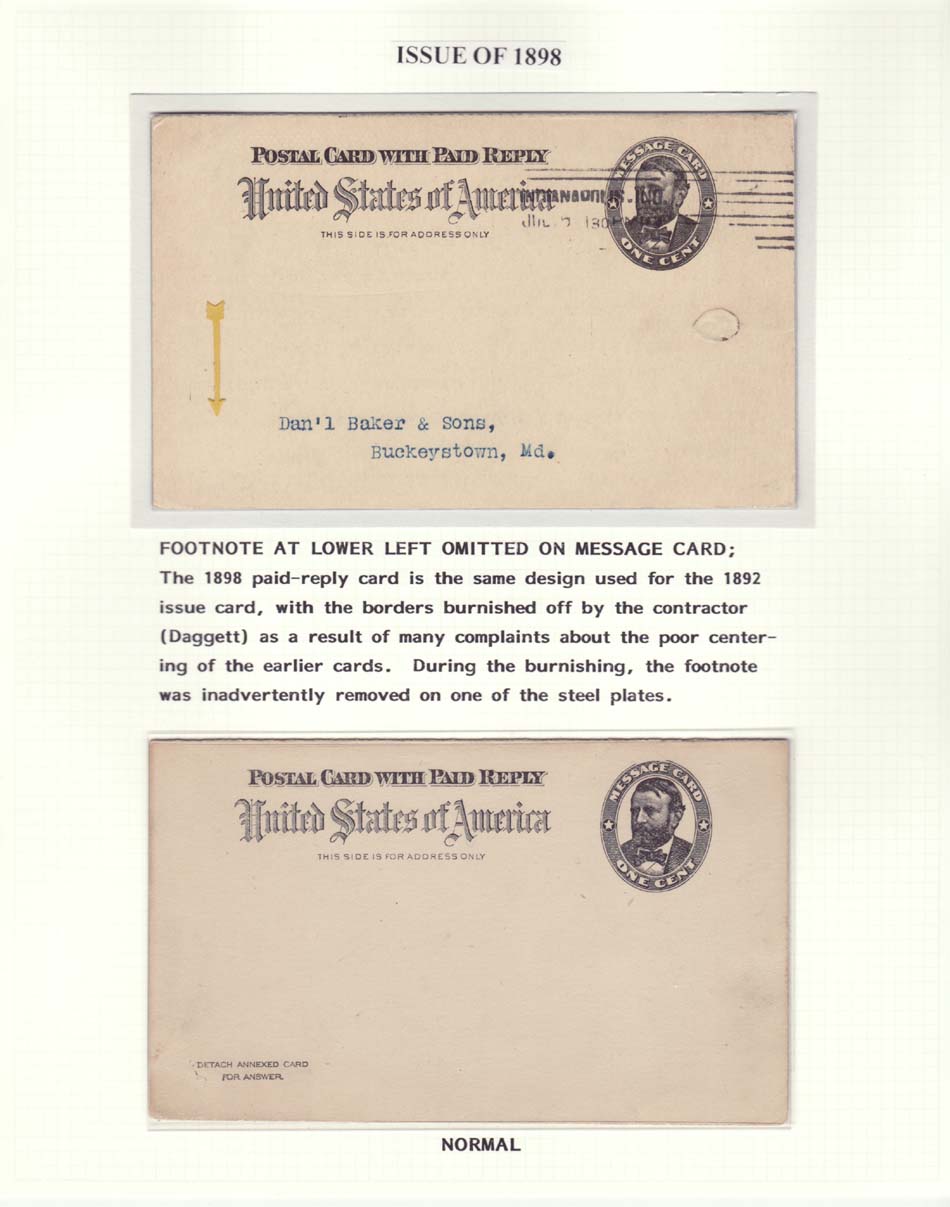 ISSUE OF 1898
POSTAL CARD WITH PAID REPLY
United States of America
THIS SIDE IS FOR ADDRESS ONLY
MESSAGE CARD
ONE CENT
INDIANAPOLIS, IND.
JUL 130
Dan'l Baker & Sons,
Buckeystown, Md.
FOOTNOTE AT LOWER LEFT OMITTED ON MESSAGE CARD;
The 1898 paid-reply card is the same design used for the 1892
issue card, with the borders burnished off by the contractor
(Daggett) as a result of many complaints about the poor center-
ing of the earlier cards. During the burnishing, the footnote
was inadvertently removed on one of the steel plates.
POSTAL CARD WITH PAID REPLY
United States of America
THIS SIDE IS FOR ADDRESS ONLY
MESSAGE CARD
ONE CENT
DETACH ANNEXED CARD
FOR ANSWER.
NORMAL